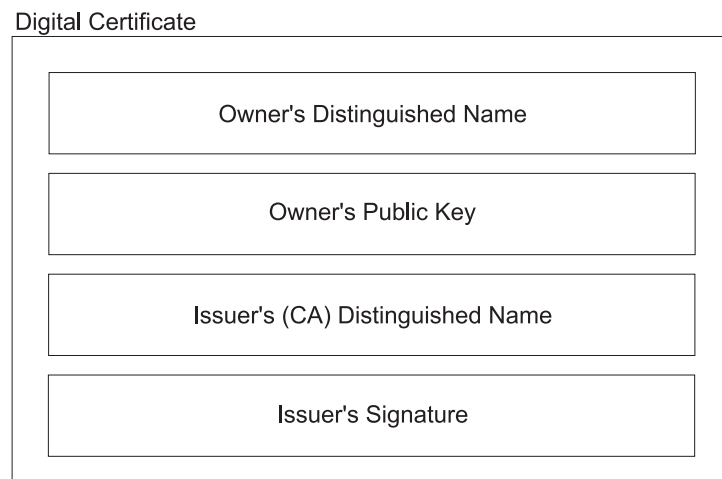 Digital Certificate
Owner's Distinguished Name
Owner's Public Key
Issuer's (CA) Distinguished Name
Issuer's Signature